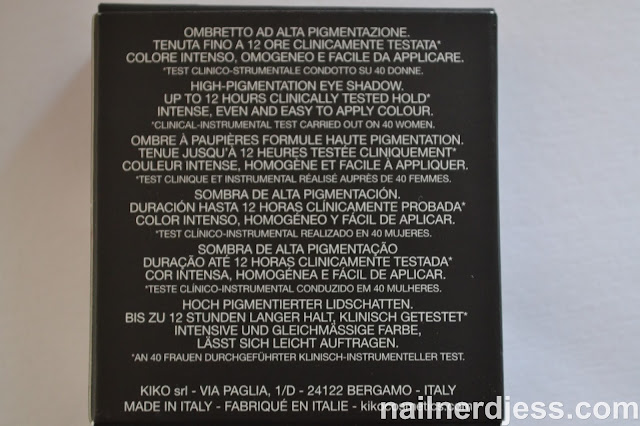 OMBRETTO AD ALTA PIGMENTAZIONE.
TENUTA FINO A 12 ORE CLINICAMENTE TESTATA*
COLORE INTENSO, OMOGENEO E FACILE DA APPLICARE.
*TEST CLINICO-STRUMENTALE CONDOTTO SU 40 DONNE.
HIGH-PIGMENTATION EYE SHADOW.
UP TO 12 HOURS CLINICALLY TESTED HOLD*
INTENSE, EVEN AND EASY TO APPLY COLOUR.
*CLINICAL-INSTRUMENTAL TEST CARRIED OUT ON 40 WOMEN.
OMBRE À PAUPIÈRES FORMULE HAUTE PIGMENTATION.
TENUE JUSQU'À 12 HEURES TESTÉE CLINIQUEMENT*
COULEUR INTENSE, HOMOGÈNE ET FACILE À APPLIQUER.
*TEST CLINIQUE ET INSTRUMENTAL RÉALISÉ AUPRÈS DE 40 FEMMES.
SOMBRA DE ALTA PIGMENTACIÓN.
DURACIÓN HASTA 12 HORAS CLÍNICAMENTE PROBADA*
COLOR INTENSO, HOMOGÉNEO Y FÁCIL DE APLICAR.
*TEST CLÍNICO-INSTRUMENTAL REALIZADO EN 40 MUJERES.
SOMBRA DE ALTA PIGMENTAÇÃO
DURAÇÃO ATÉ 12 HORAS CLINICAMENTE TESTADA*
COR INTENSA, HOMOGÉNEA E FÁCIL DE APLICAR.
*TESTE CLÍNICO-INSTRUMENTAL CONDUZIDO EM 40 MULHERES.
HOCH PIGMENTIERTER LIDSCHATTEN.
BIS ZU 12 STUNDEN LANGER HALT, KLINISCH GETESTET*
INTENSIVE UND GLEICHMÄSSIGE FARBE,
LÄSST SICH LEICHT AUFTRAGEN.
*AN 40 FRAUEN DURCHGEFÜHRTER KLINISCH-INSTRUMENTELLER TEST.
KIKO srl - VIA PAGLIA, 1/D - 24122 BERGAMO - ITALY
MADE IN ITALY - FABRIQUÉ EN ITALIE - kikocosmetics.com
nailnerdjess.com